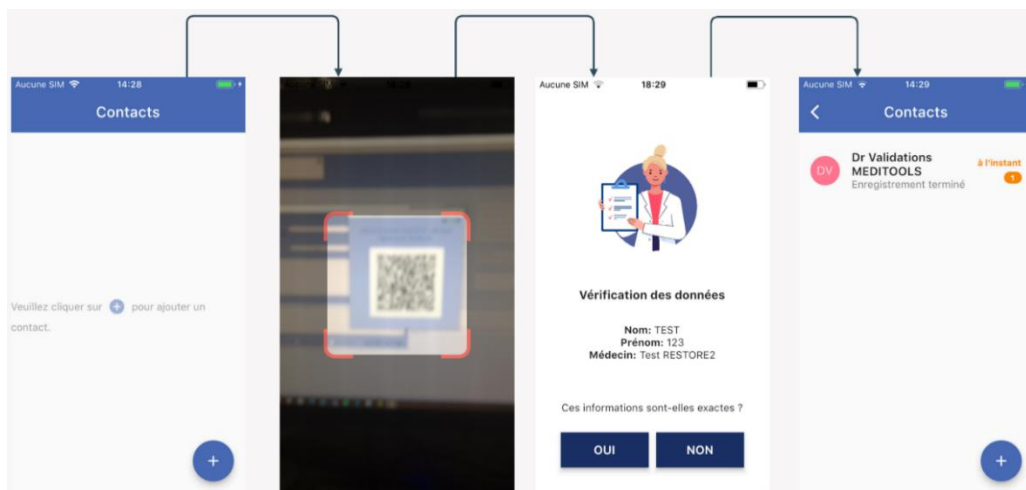 Aucune SIM 14:28
Contacts
Veuillez cliquer sur + pour ajouter un
contact.
+
Aucune SIM 18:29
Vérification des données
Nom: TEST
Prénom: 123
Médecin: Test RESTORE2
Ces informations sont-elles exactes ?
OUI NON
Aucune SIM 14:29
Contacts
DV
Dr Validations
MEDITOOLS
Enregistrement terminé
à l'instant
1
+